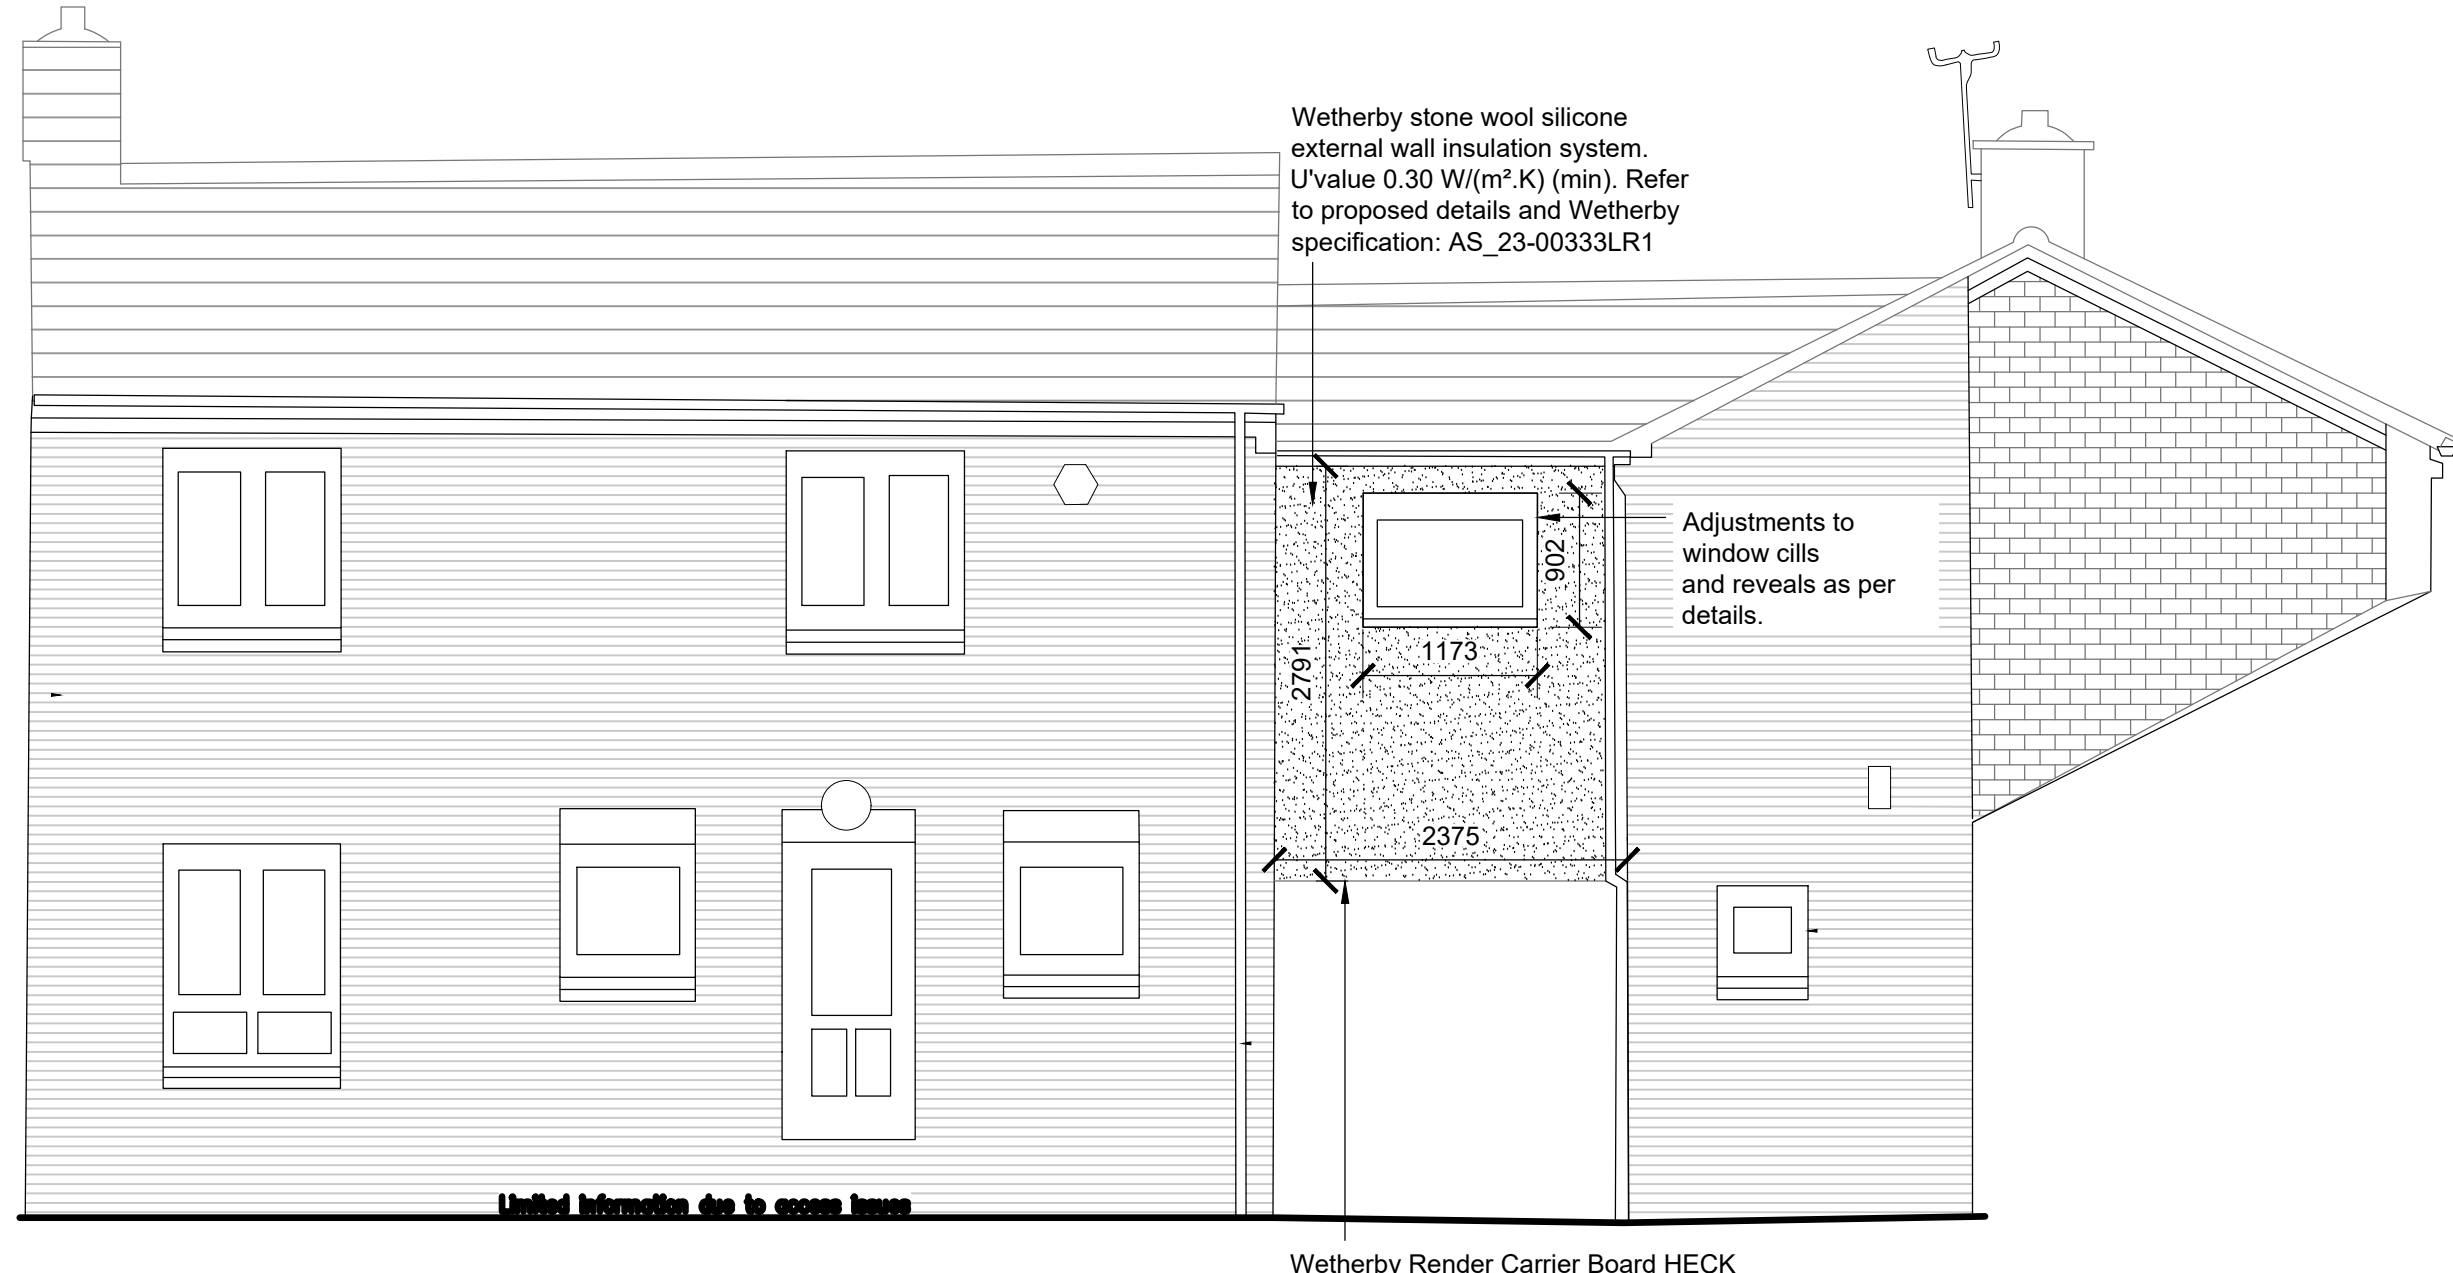 Wetherby stone wool silicone
external wall insulation system.
U'value 0.30 W/(m².K) (min). Refer
to proposed details and Wetherby
specification: AS_23-00333LR1
Adjustments to
window cills
and reveals as per
details.
902
1173
2791
2375
Limited information due to access issues
Wetherby Render Carrier Board HECK